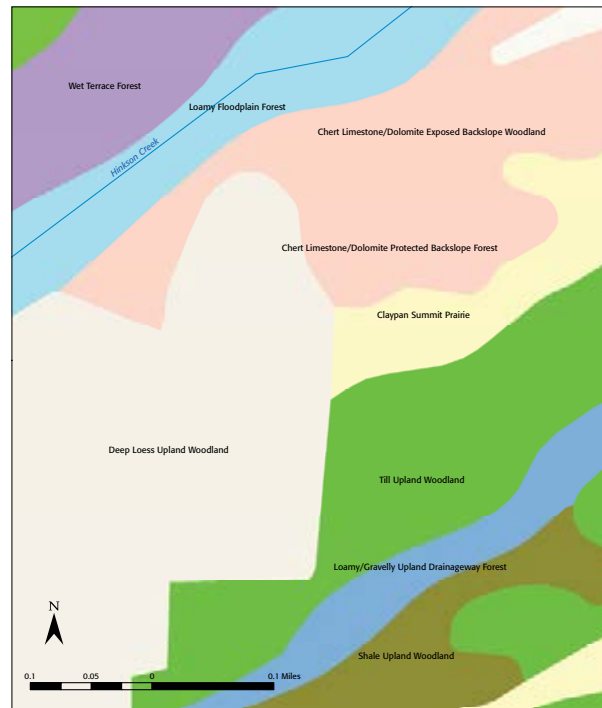 Wet Terrace Forest
Loamy Floodplain Forest
Chert Limestone/Dolomite Exposed Backslope Woodland
Hinkson Creek
Chert Limestone/Dolomite Protected Backslope Forest
Claypan Summit Prairie
Deep Loess Upland Woodland
Till Upland Woodland
Loamy/Gravelly Upland Drainageway Forest
N
Shale Upland Woodland
0.1 0.05 0 0.1 Miles